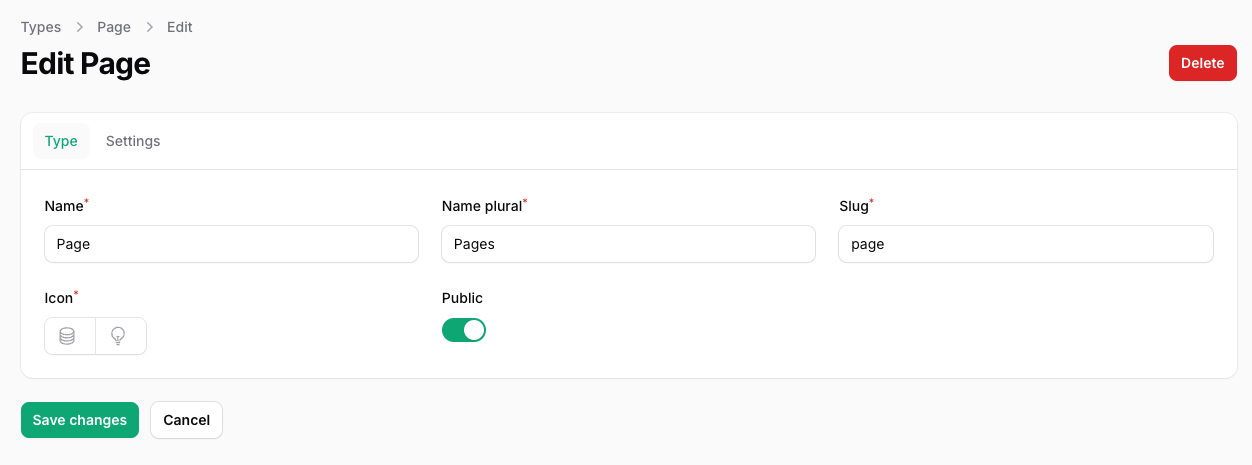 Types > Page > Edit
Edit Page
Delete
Type Settings
Name* Name plural* Slug*
Page Pages page
Icon* Public
Save changes Cancel